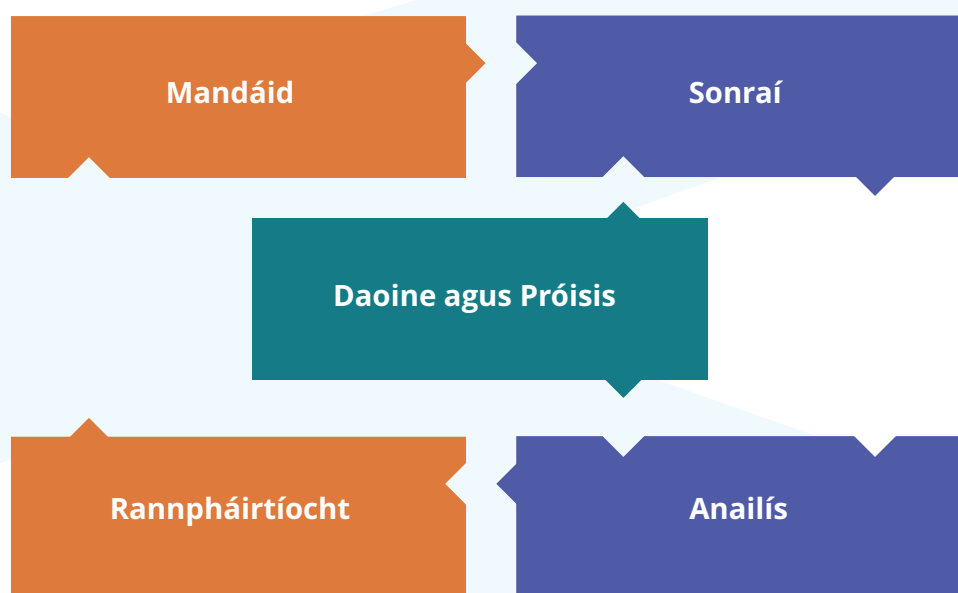 Mandáid
Sonraí
Daoine agus Próisis
Rannpháirtíocht
Anailís